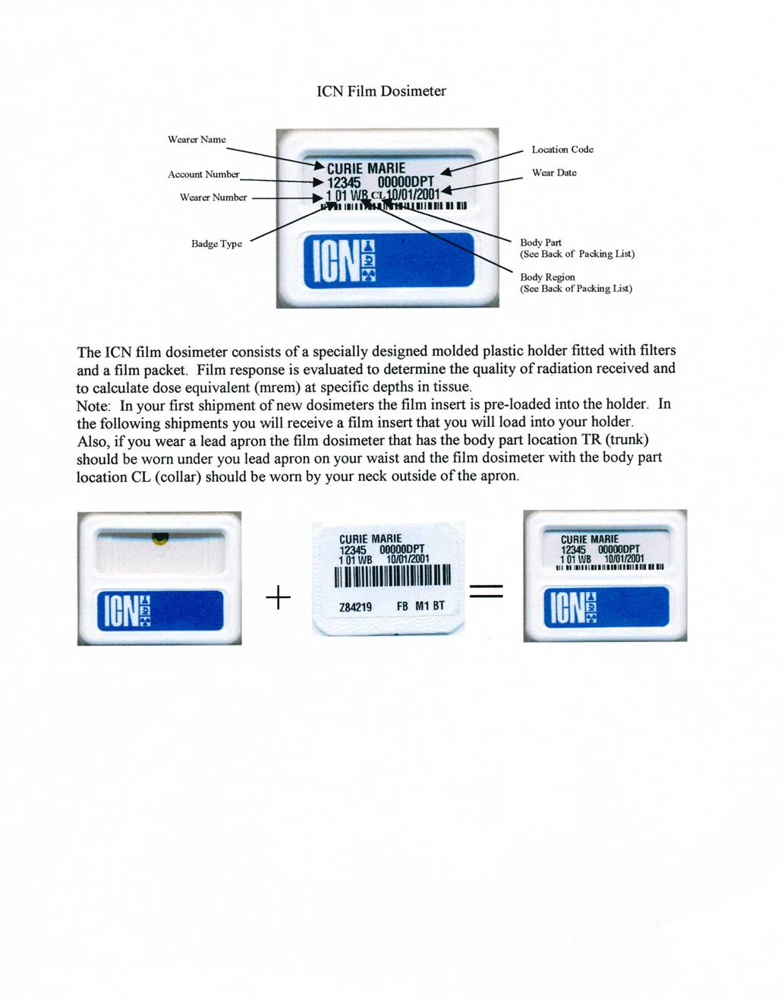 ICN Film Dosimeter
Wearer Name
Account Number
Wearer Number
Badge Type
CURIE MARIE
12345 00000DPT
1 01 WB CL 10/01/2001
ICN
Location Code
Wear Date
Body Part
(See Back of Packing List)
Body Region
(See Back of Packing List)
The ICN film dosimeter consists of a specially designed molded plastic holder fitted with filters
and a film packet. Film response is evaluated to determine the quality of radiation received and
to calculate dose equivalent (mrem) at specific depths in tissue.
Note: In your first shipment of new dosimeters the film insert is pre-loaded into the holder. In
the following shipments you will receive a film insert that you will load into your holder.
Also, if you wear a lead apron the film dosimeter that has the body part location TR (trunk)
should be worn under you lead apron on your waist and the film dosimeter with the body part
location CL (collar) should be worn by your neck outside of the apron.
ICN
+
CURIE MARIE
12345 00000DPT
1 01 WB 10/01/2001
Z84219 FB M1 BT
=
CURIE MARIE
12345 00000DPT
1 01 WB 10/01/2001
ICN